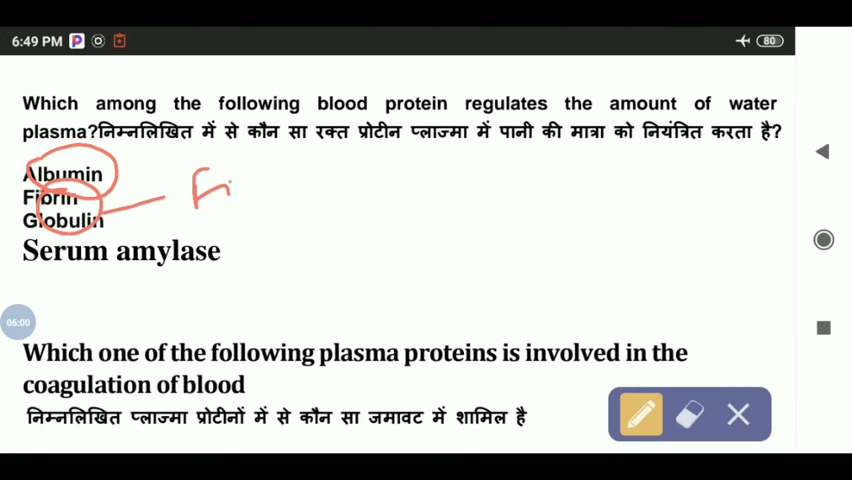 6:49 PM
80
Which among the following blood protein regulates the amount of water
plasma?निम्नलिखित में से कौन सा रक्त प्रोटीन प्लाज्मा में पानी की मात्रा को नियंत्रित करता है?
Albumin
Fibrin
Globulin
Serum amylase
06:00
Which one of the following plasma proteins is involved in the
coagulation of blood
निम्नलिखित प्लाज्मा प्रोटीनों में से कौन सा जमावट में शामिल है